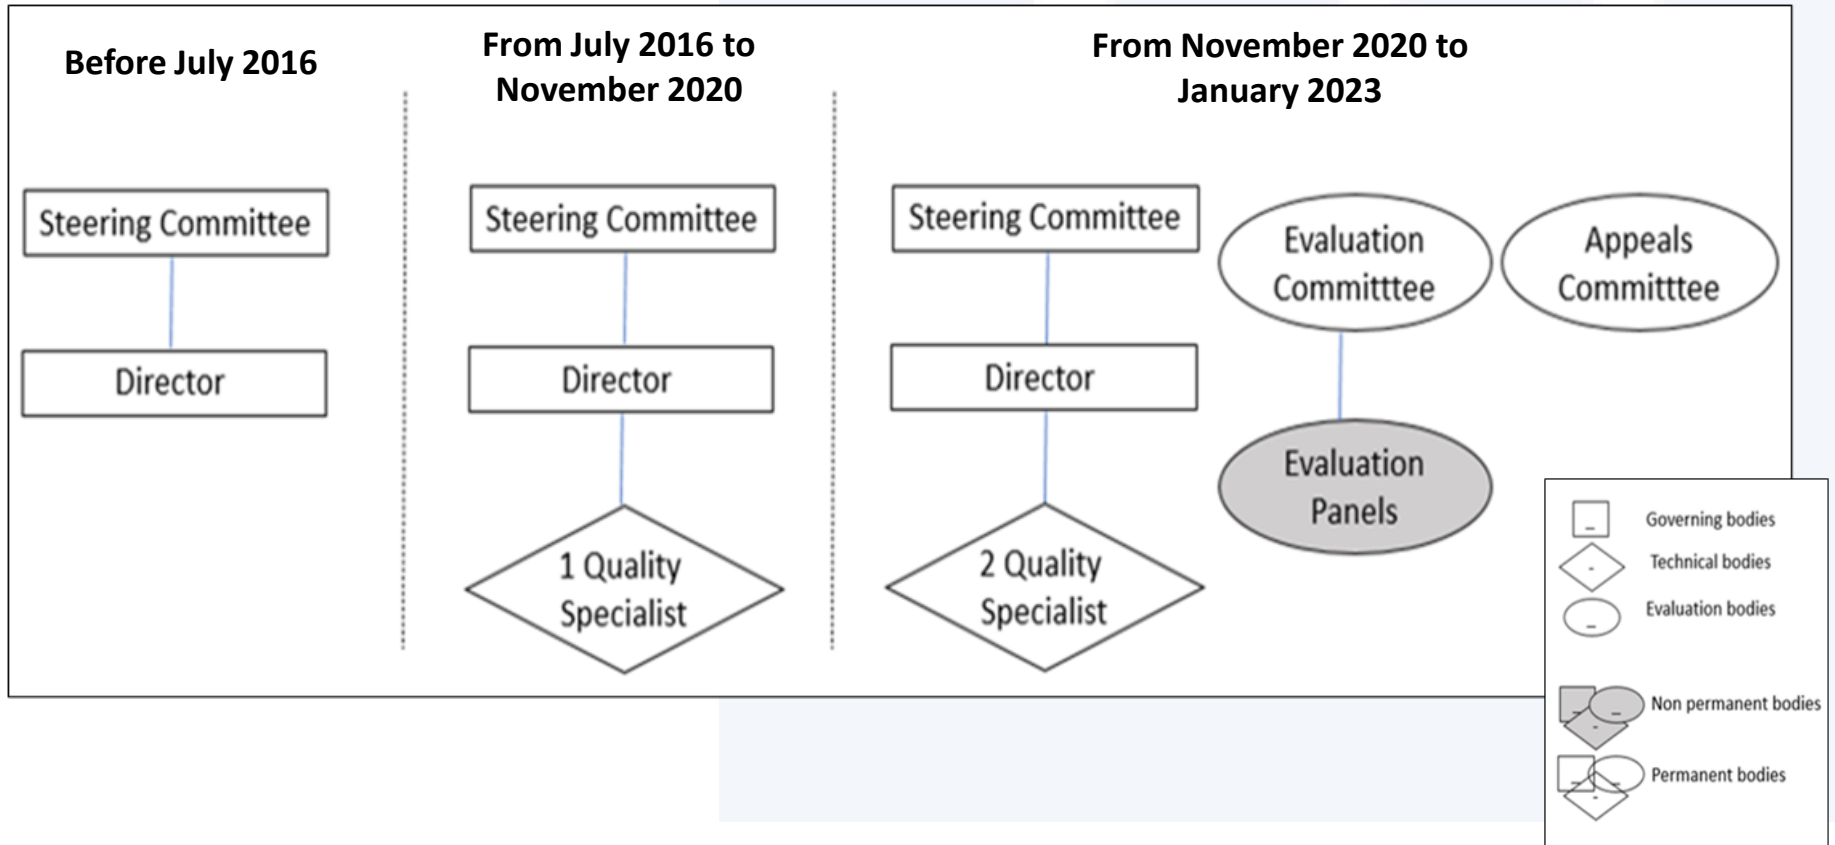 Before July 2016
Steering Committee
Director
From July 2016 to
November 2020
Steering Committee
Director
1 Quality
Specialist
From November 2020 to
January 2023
Steering Committee
Director
2 Quality
Specialist
Evaluation
Committtee
Evaluation
Panels
Appeals
Committtee
Governing bodies
Technical bodies
Evaluation bodies
Non permanent bodies
Permanent bodies